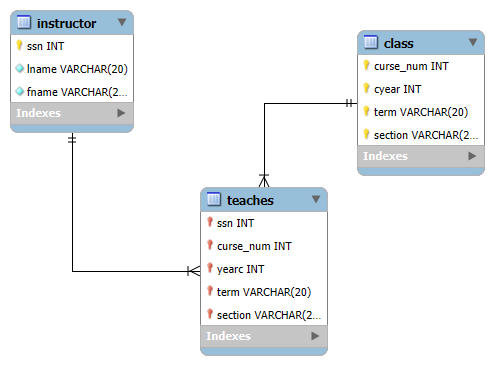 instructor
ssn INT
lname VARCHAR(20)
fname VARCHAR(2...
Indexes
class
curse_num INT
cyear INT
term VARCHAR(20)
section VARCHAR(2...
Indexes
teaches
ssn INT
curse_num INT
yearc INT
term VARCHAR(20)
section VARCHAR(2...
Indexes